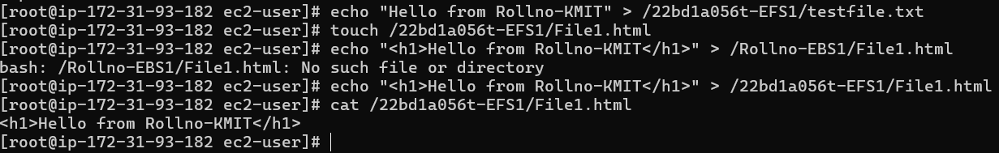 [root@ip-172-31-93-182 ec2-user]# echo "Hello from Rollno-KMIT" > /22bd1a056t-EFS1/testfile.txt
[root@ip-172-31-93-182 ec2-user]# touch /22bd1a056t-EFS1/File1.html
[root@ip-172-31-93-182 ec2-user]# echo "<h1>Hello from Rollno-KMIT</h1>" > /Rollno-EBS1/File1.html
bash: /Rollno-EBS1/File1.html: No such file or directory
[root@ip-172-31-93-182 ec2-user]# echo "<h1>Hello from Rollno-KMIT</h1>" > /22bd1a056t-EFS1/File1.html
[root@ip-172-31-93-182 ec2-user]# cat /22bd1a056t-EFS1/File1.html
<h1>Hello from Rollno-KMIT</h1>
[root@ip-172-31-93-182 ec2-user]#